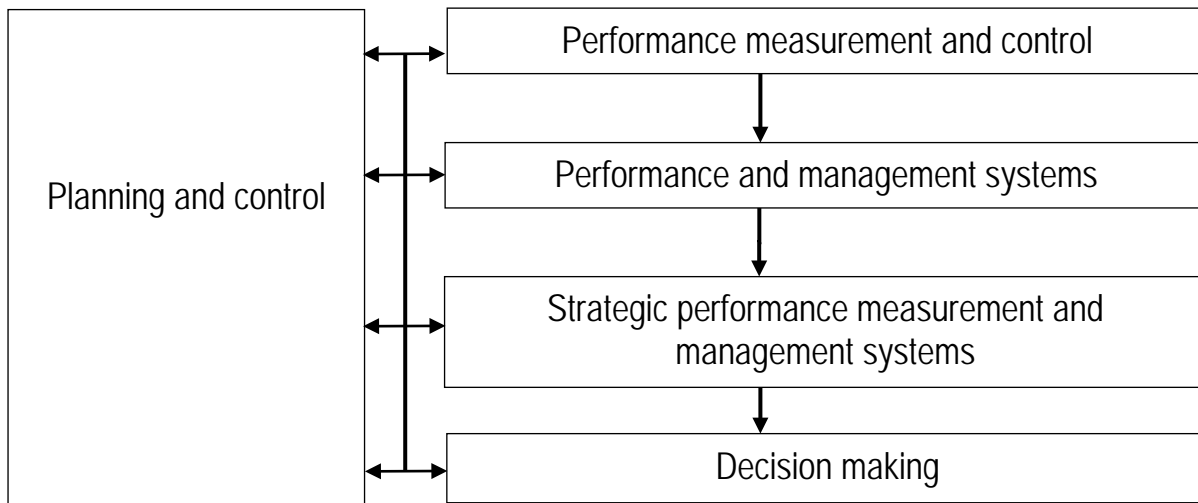 Performance measurement and control
Planning and control
Performance and management systems
Strategic performance measurement and
management systems
Decision making